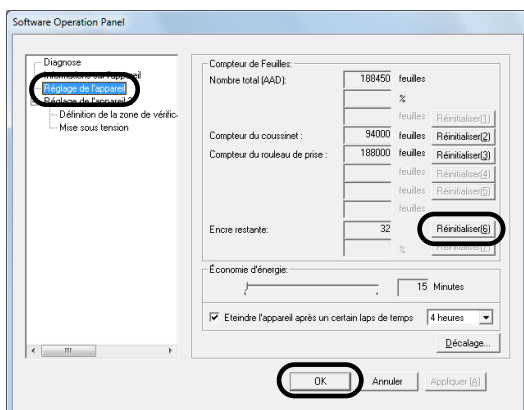 Software Operation Panel
Diagnose
Informations sur l'appareil
Réglage de l'appareil
Réglage de l'appareil 2
Définition de la zone de vérific
Mise sous tension
Compteur de Feuilles:
Nombre total (AAD): 188450 feuilles
%
feuilles Réinitialiser(1)
Compteur du coussinet : 94000 feuilles Réinitialiser(2)
Compteur du rouleau de prise : 188000 feuilles Réinitialiser(3)
feuilles Réinitialiser(4)
feuilles Réinitialiser(5)
feuilles
Encre restante: 32 Réinitialiser(6)
% Réinitialiser(7)
Économie d'énergie:
15 Minutes
Eteindre l'appareil après un certain laps de temps 4 heures
Décalage...
OK Annuler Appliquer (A)